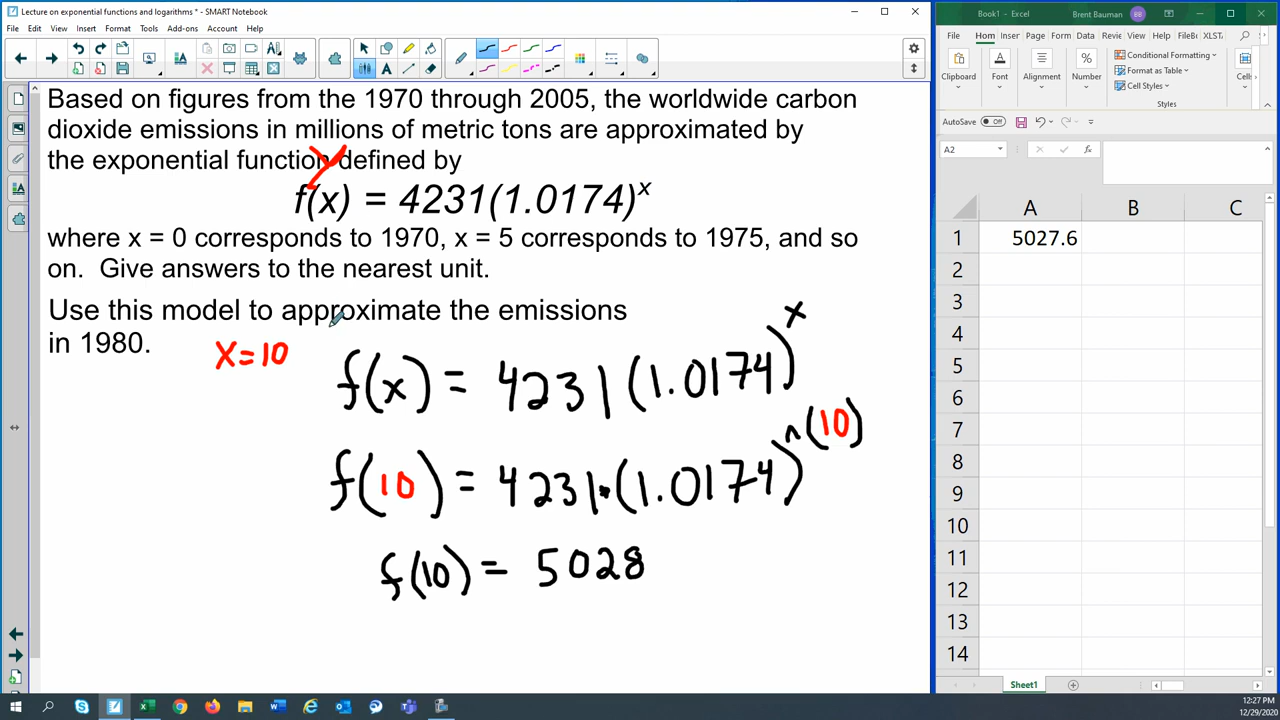 Lecture on exponential functions and logarithms * - SMART Notebook
File Edit View Insert Format Tools Add-ons Account Help
Based on figures from the 1970 through 2005, the worldwide carbon
dioxide emissions in millions of metric tons are approximated by
the exponential function defined by
y
f(x) = 4231(1.0174)^x
where x = 0 corresponds to 1970, x = 5 corresponds to 1975, and so
on. Give answers to the nearest unit.
Use this model to approximate the emissions
in 1980.
x=10
f(x) = 4231 (1.0174)^x
f(10) = 4231•(1.0174)^(10)
f(10) = 5028
Book1 - Excel
Brent Bauman BB
File Hom Inser Page Form Data Revi View Help FileB XLST
Clipboard
Font
Alignment
%
Number
Conditional Formatting
Format as Table
Cell Styles
Cells
Styles
AutoSave Off
A2
fx
A B C
1 5027.6
2
3
4
5
6
7
8
9
10
11
12
13
14
Sheet1
12:27 PM
12/29/2020